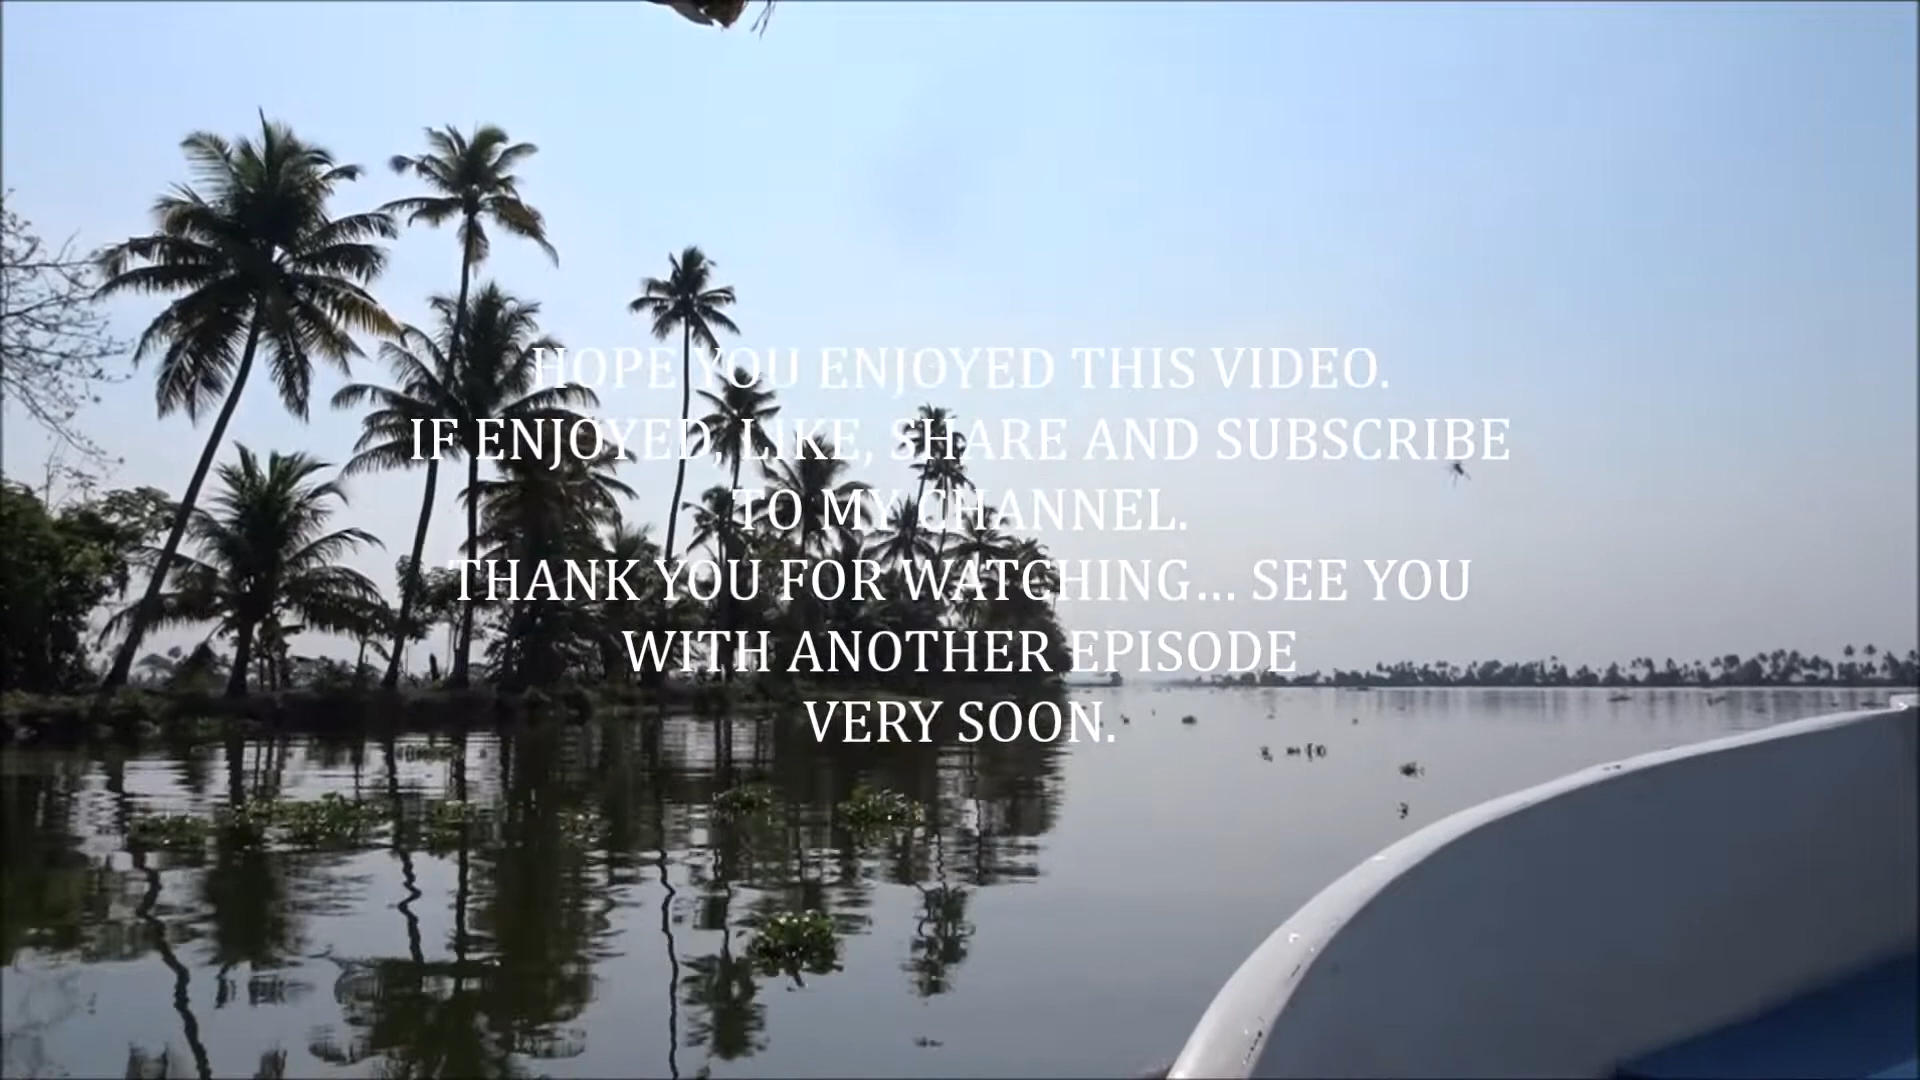 HOPE YOU ENJOYED THIS VIDEO.
IF ENJOYED, LIKE, SHARE AND SUBSCRIBE
TO MY CHANNEL.
THANK YOU FOR WATCHING... SEE YOU
WITH ANOTHER EPISODE
VERY SOON.